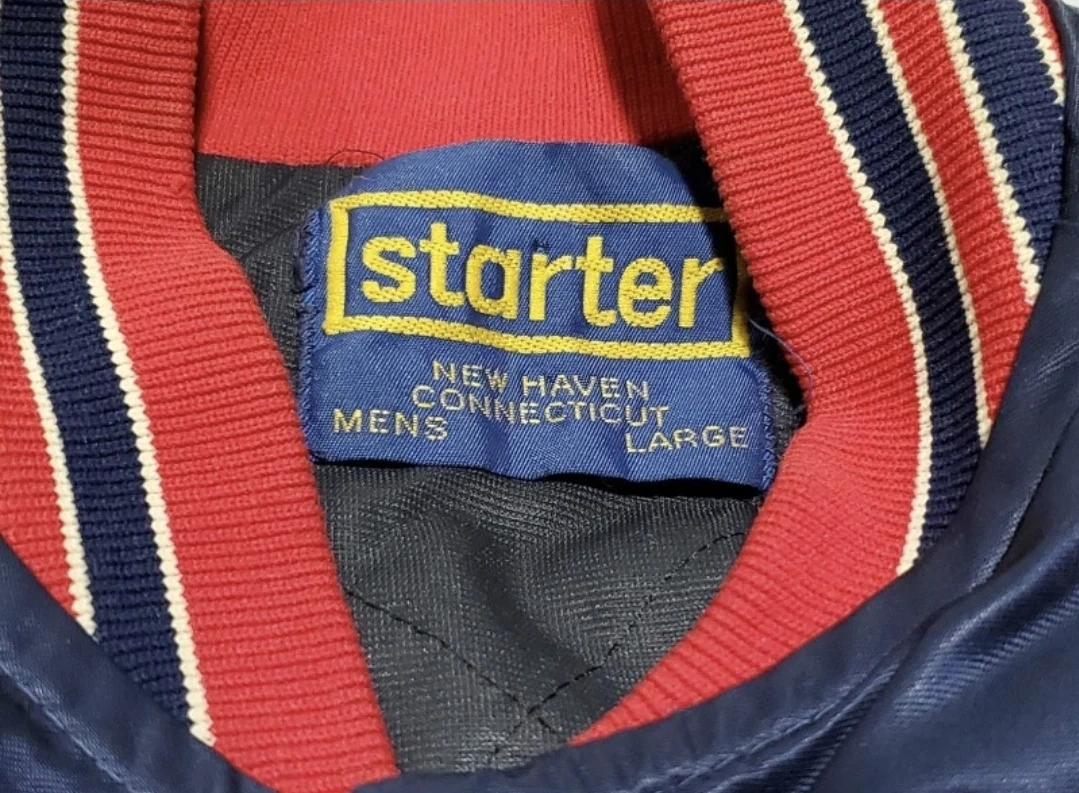 starter
NEW HAVEN
CONNECTICUT
MENS LARGE